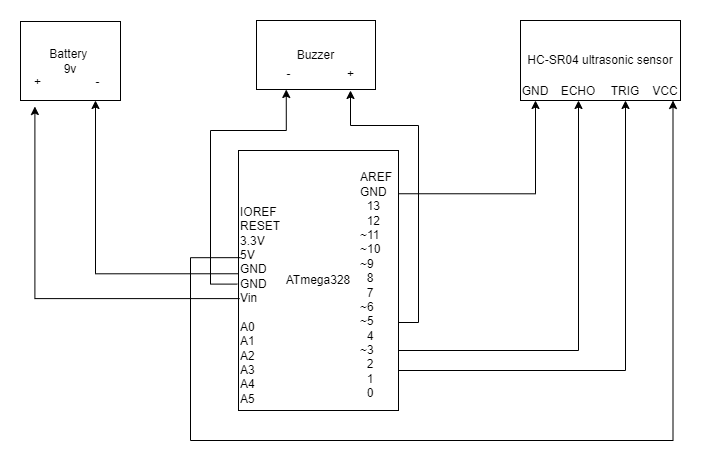 Battery
9v
+ -
Buzzer
- +
HC-SR04 ultrasonic sensor
GND ECHO TRIG VCC
IOREF
RESET
3.3V
5V
GND
GND
Vin
A0
A1
A2
A3
A4
A5
ATmega328
AREF
GND
13
12
~11
~10
~9
8
7
~6
~5
4
~3
2
1
0